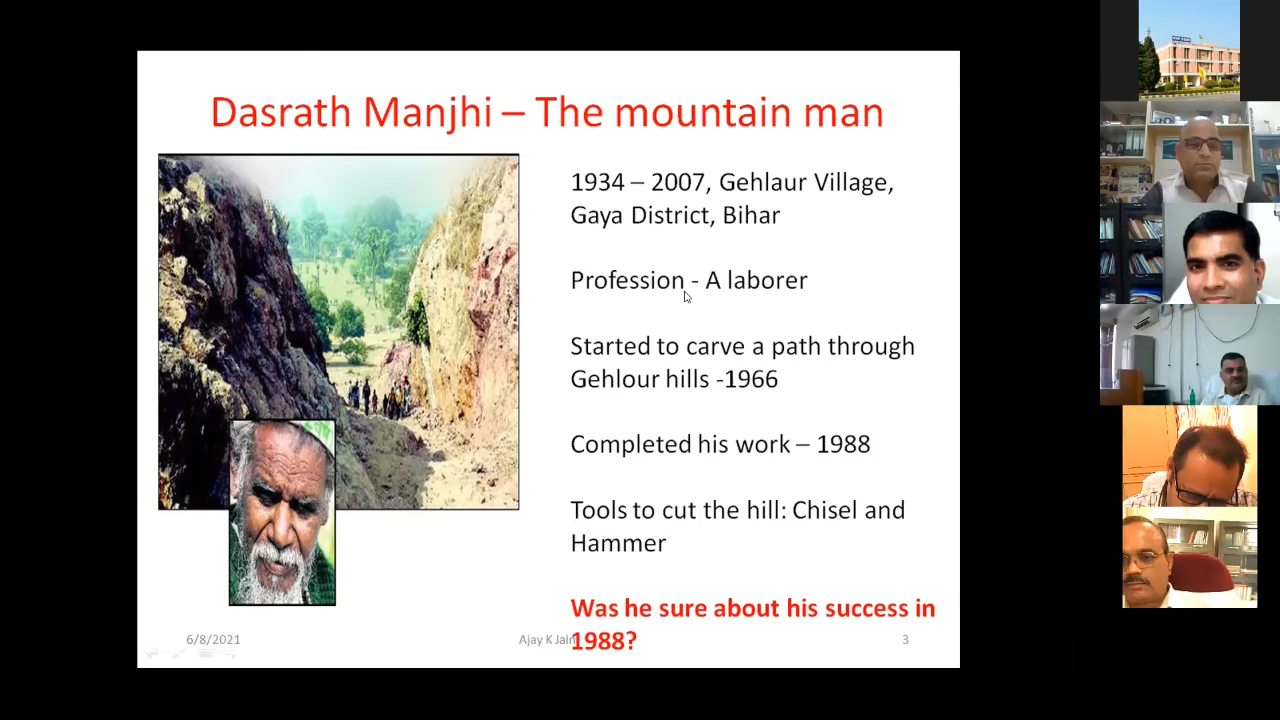 Dasrath Manjhi – The mountain man
1934 – 2007, Gehlaur Village,
Gaya District, Bihar
Profession - A laborer
Started to carve a path through
Gehlour hills -1966
Completed his work – 1988
Tools to cut the hill: Chisel and
Hammer
Was he sure about his success in
1988?
6/8/2021
Ajay K Jain
3